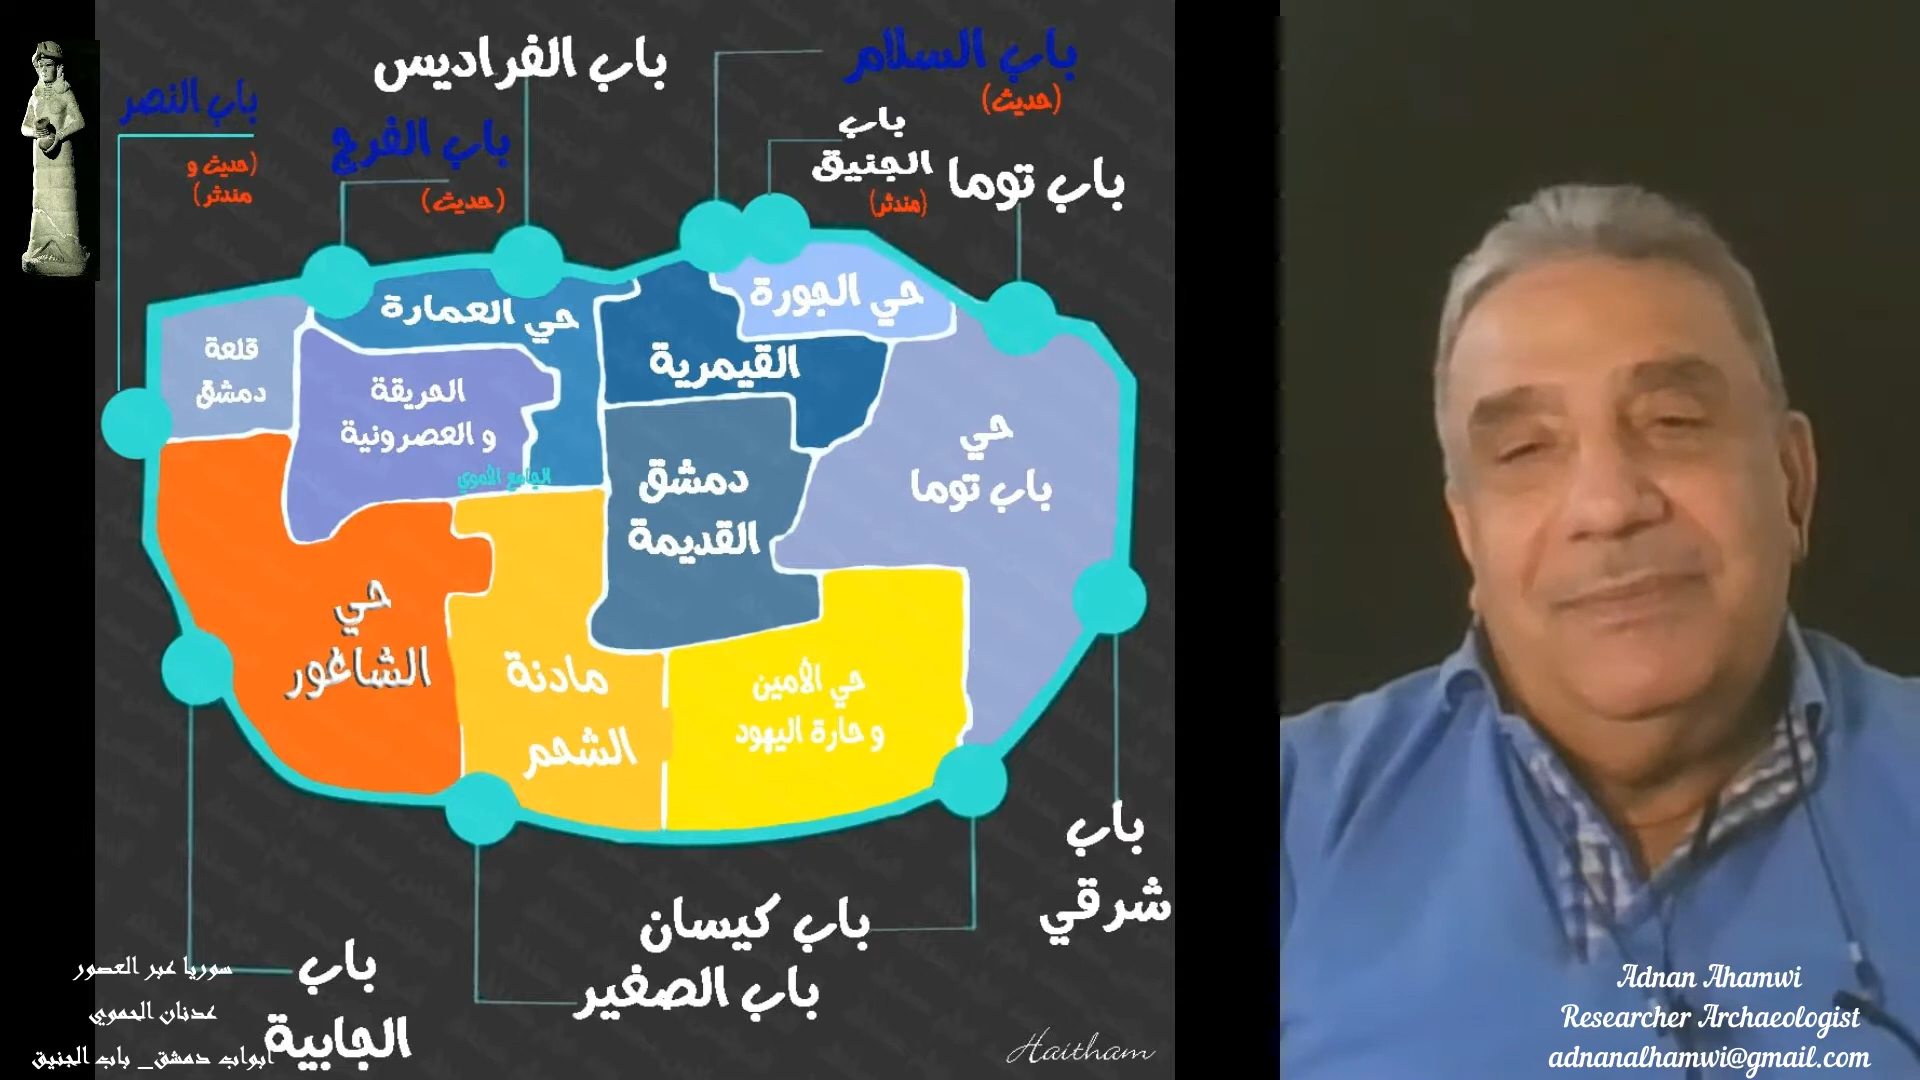 باب الفراديس
باب السلام
(حديث)
باب النصر
(حديث و
مندثر)
باب الفرج
(حديث)
باب
الجنيق
(مندثر)
باب توما
حي الجورة
حي العمارة
قلعة
دمشق
القيمرية
الحريقة
و العصرونية
الجامع الأموي
حي
باب توما
دمشق
القديمة
حي
الشاغور
مادنة
الشحم
حي الأمين
و حارة اليهود
باب
شرقي
باب كيسان
باب الصغير
باب
الجابية
سوريا عبر العصور
عدنان الحموي
ابواب دمشق_ باب الجنيق
Haitham
Adnan Ahamwi
Researcher Archaeologist
adnanalhamwi@gmail.com